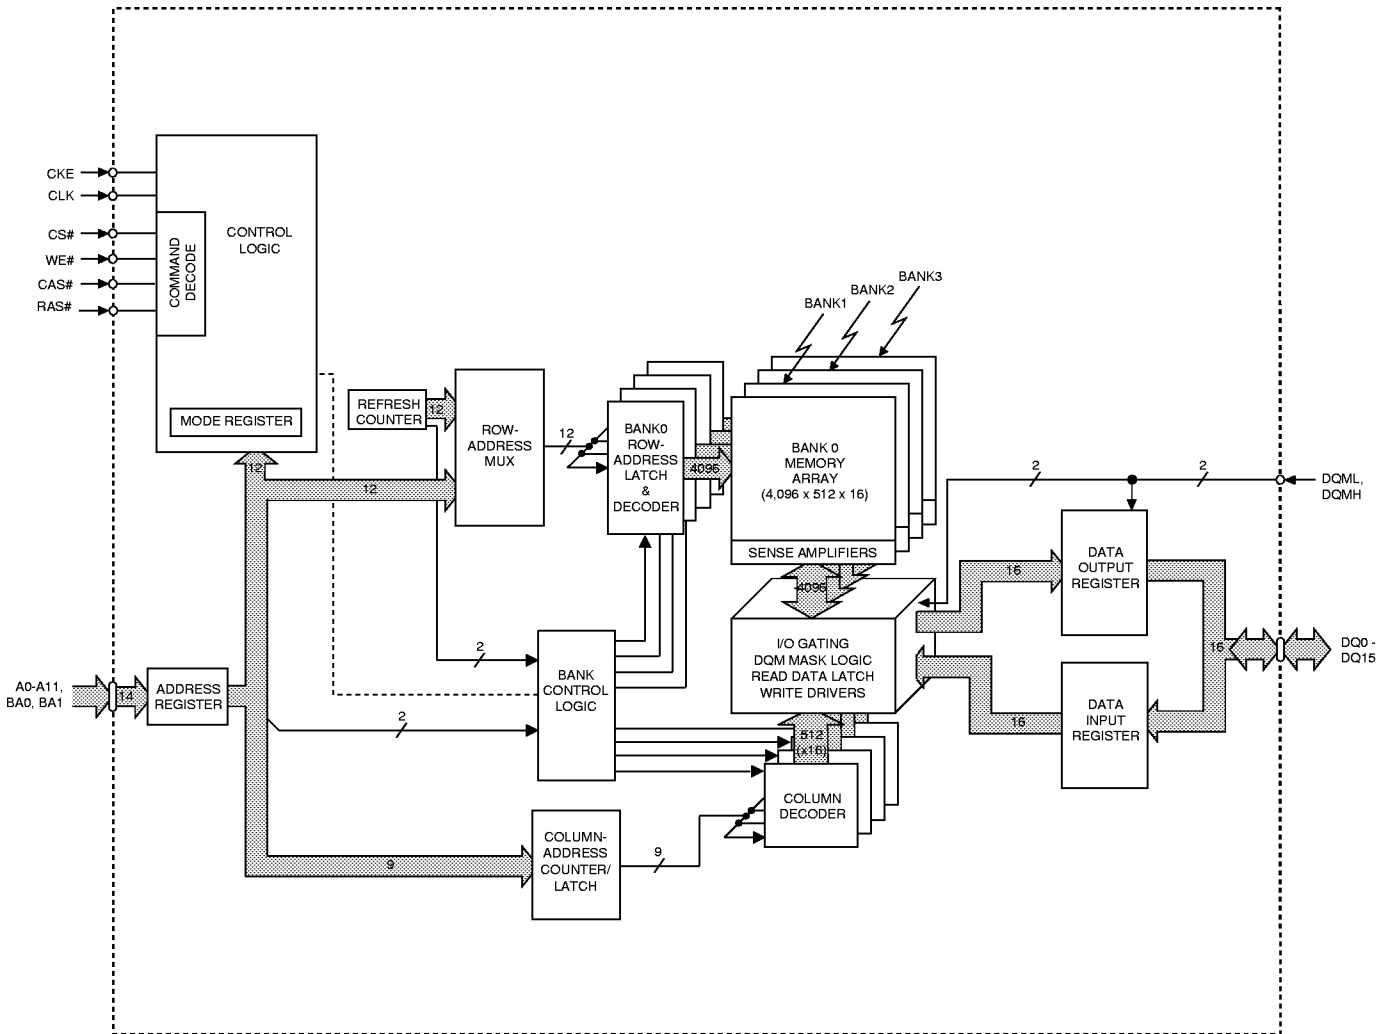 CKE
CLK
CS#
WE#
CAS#
RAS#
COMMAND
DECODE
CONTROL
LOGIC
MODE REGISTER
12
BANK1
BANK2
BANK3
REFRESH
COUNTER
12
ROW-
ADDRESS
MUX
12
12
BANK0
ROW-
ADDRESS
LATCH
&
DECODER
4096
BANK 0
MEMORY
ARRAY
(4,096 x 512 x 16)
SENSE AMPLIFIERS
4096
I/O GATING
DQM MASK LOGIC
READ DATA LATCH
WRITE DRIVERS
2
2
DQML,
DQMH
DATA
OUTPUT
REGISTER
16
16
DQ0 -
DQ15
DATA
INPUT
REGISTER
16
A0-A11,
BA0, BA1
14
ADDRESS
REGISTER
2
2
BANK
CONTROL
LOGIC
512
(x16)
COLUMN
DECODER
9
COLUMN-
ADDRESS
COUNTER/
LATCH
9